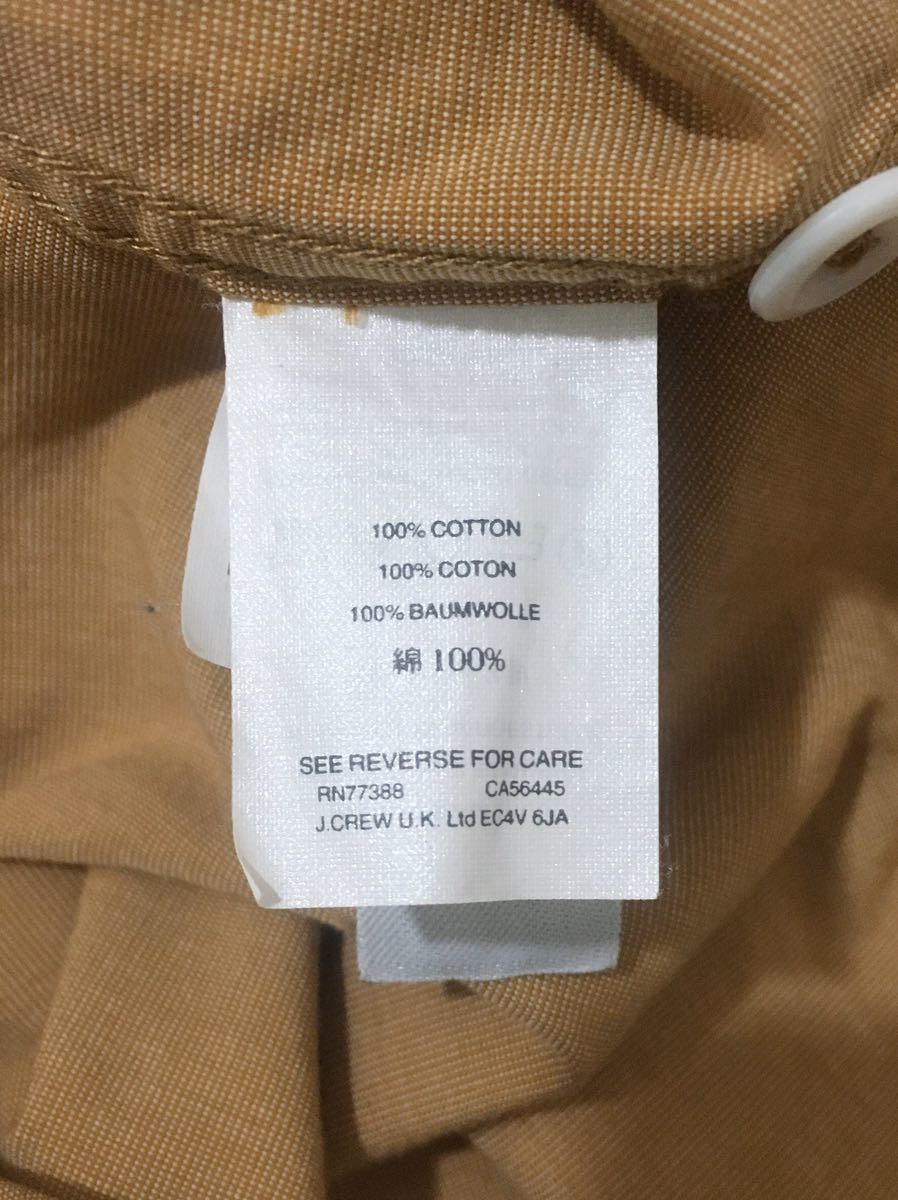 100% COTTON
100% COTON
100% BAUMWOLLE
綿 100%
SEE REVERSE FOR CARE
RN77388 CA56445
J.CREW U.K. Ltd EC4V 6JA